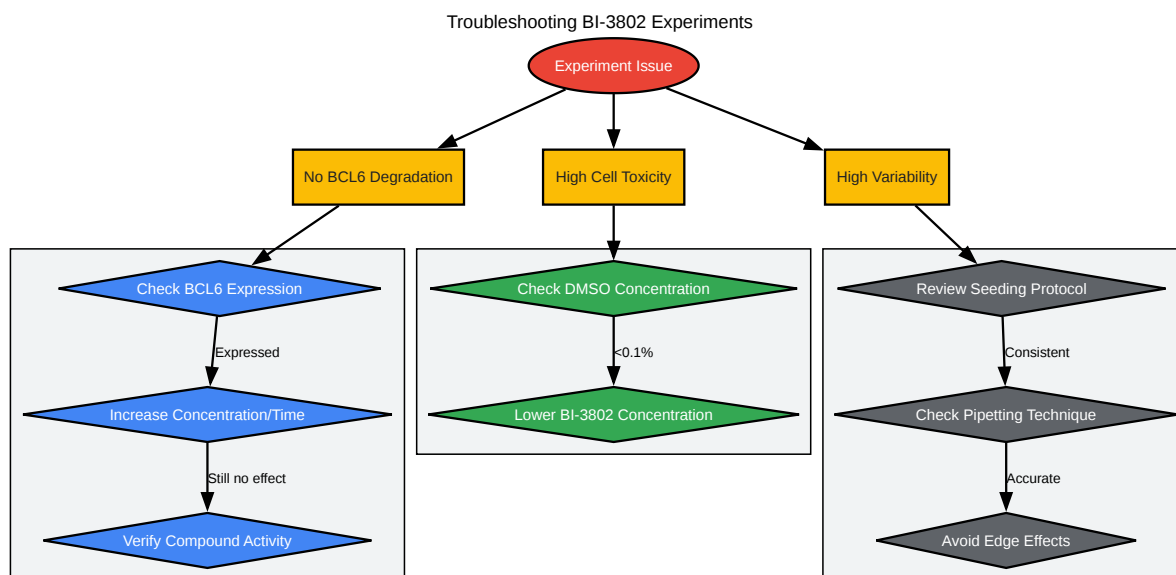 Troubleshooting BI-3802 Experiments
Experiment Issue
No BCL6 Degradation
High Cell Toxicity
High Variability
Check BCL6 Expression
Check DMSO Concentration
Review Seeding Protocol
Expressed
<0.1%
Consistent
Increase Concentration/Time
Lower BI-3802 Concentration
Check Pipetting Technique
Still no effect
Accurate
Verify Compound Activity
Avoid Edge Effects